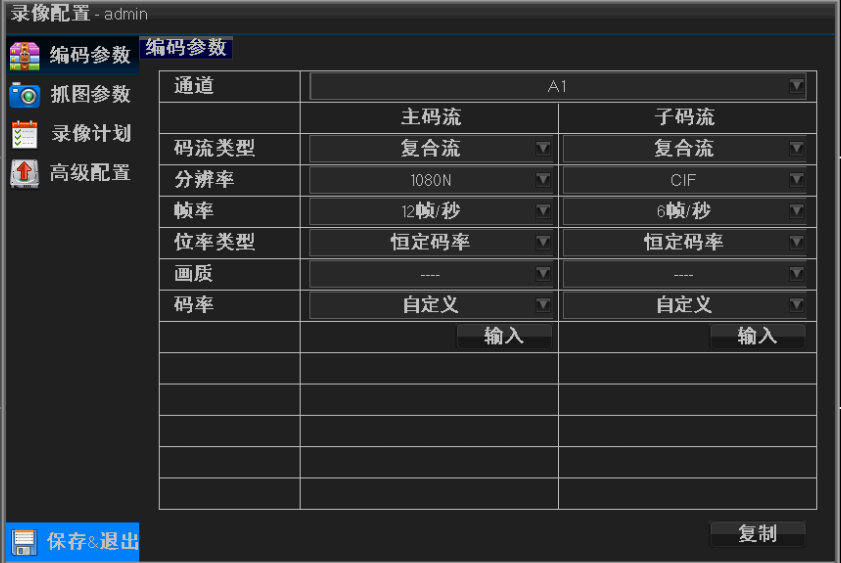 录像配置 - admin
编码参数
抓图参数
录像计划
高级配置
保存&退出
编码参数
通道 A1
主码流 子码流
码流类型 复合流 复合流
分辨率 1080N CIF
帧率 12帧/秒 6帧/秒
位率类型 恒定码率 恒定码率
画质 ---- ----
码率 自定义 自定义
输入 输入
复制